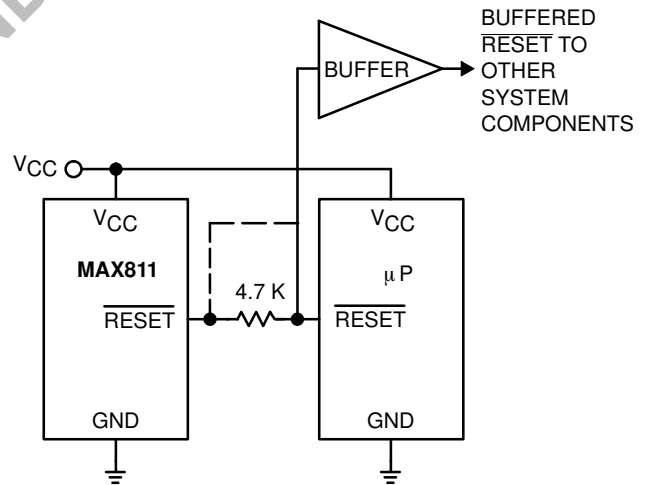 BUFFERED
RESET TO
OTHER
SYSTEM
COMPONENTS
BUFFER
VCC
VCC
VCC
MAX811
μP
4.7 K
RESET
RESET
GND
GND